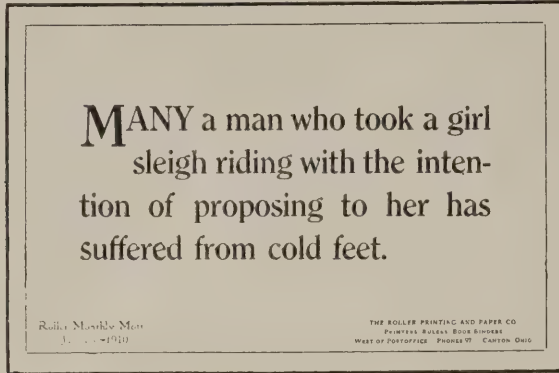 MANY a man who took a girl
sleigh riding with the inten-
tion of proposing to her has
suffered from cold feet.
Roller Monthly
1910
THE ROLLER PRINTING AND PAPER CO
PRINTERS RULERS BOOK BINDERS
WEST OF POSTOFFICE PHONES 97 CANTON OHIO